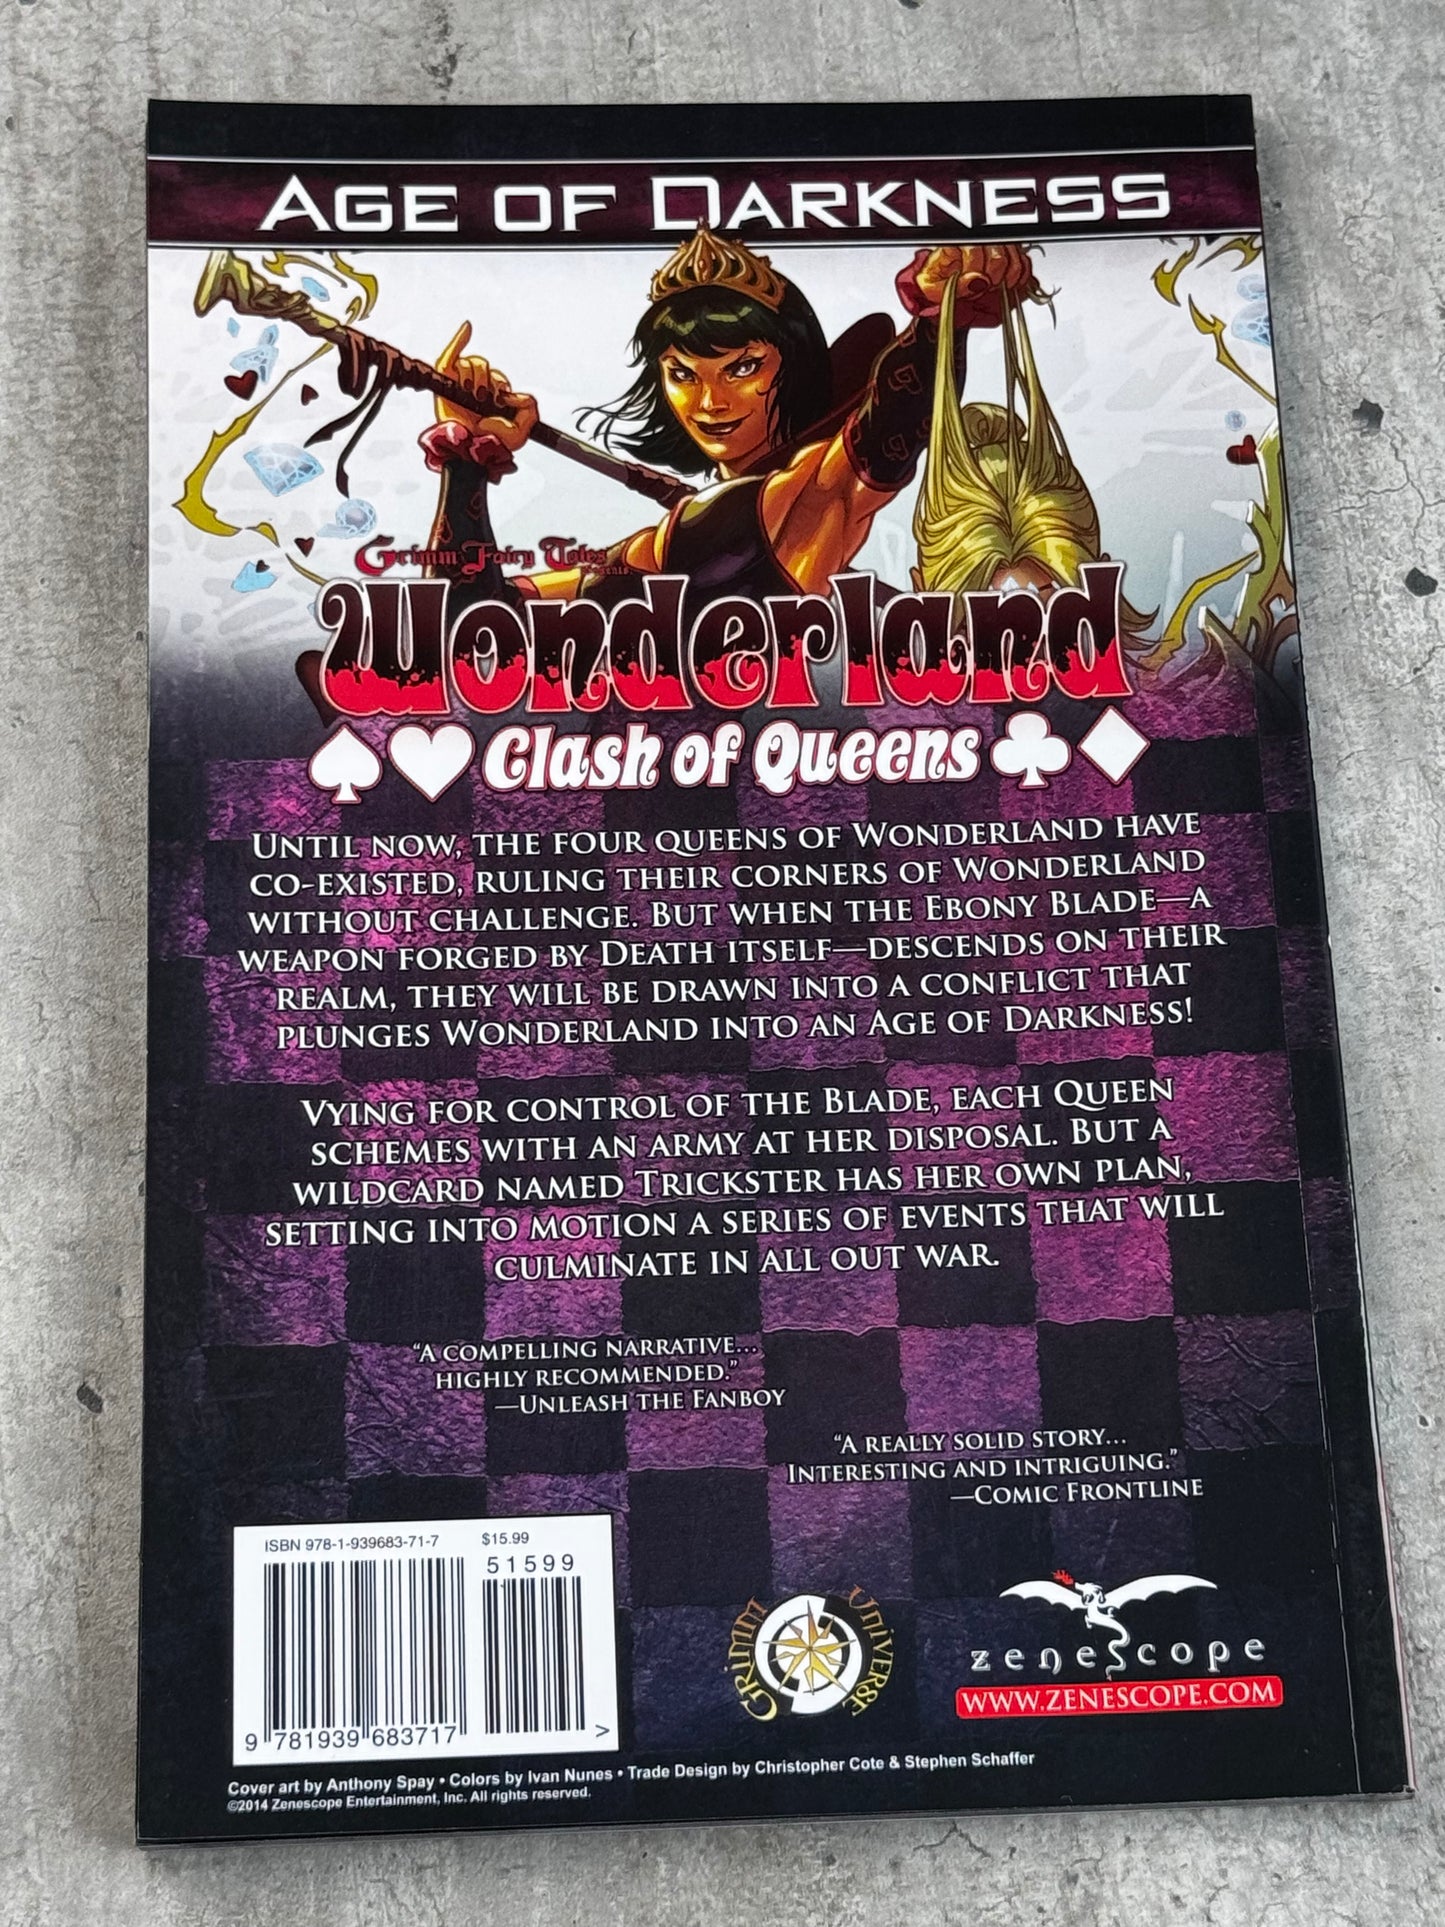 AGE OF DARKNESS
Grimm Fairy Tales
Wonderland
Clash of Queens
UNTIL NOW, THE FOUR QUEENS OF WONDERLAND HAVE
CO-EXISTED, RULING THEIR CORNERS OF WONDERLAND
WITHOUT CHALLENGE. BUT WHEN THE EBONY BLADE—A
WEAPON FORGED BY DEATH ITSELF—DESCENDS ON THEIR
REALM, THEY WILL BE DRAWN INTO A CONFLICT THAT
PLUNGES WONDERLAND INTO AN AGE OF DARKNESS!
VYING FOR CONTROL OF THE BLADE, EACH QUEEN
SCHEMES WITH AN ARMY AT HER DISPOSAL. BUT A
WILDCARD NAMED TRICKSTER HAS HER OWN PLAN,
SETTING INTO MOTION A SERIES OF EVENTS THAT WILL
CULMINATE IN ALL OUT WAR.
“A COMPELLING NARRATIVE...
HIGHLY RECOMMENDED.”
—UNLEASH THE FANBOY
“A REALLY SOLID STORY...
INTERESTING AND INTRIGUING.”
—COMIC FRONTLINE
ISBN 978-1-939683-71-7 $15.99
51599
9 781939 683717 >
GRIMM UNIVERSE
zenescope
WWW.ZENESCOPE.COM
Cover art by Anthony Spay • Colors by Ivan Nunes • Trade Design by Christopher Cote & Stephen Schaffer
©2014 Zenescope Entertainment, Inc. All rights reserved.